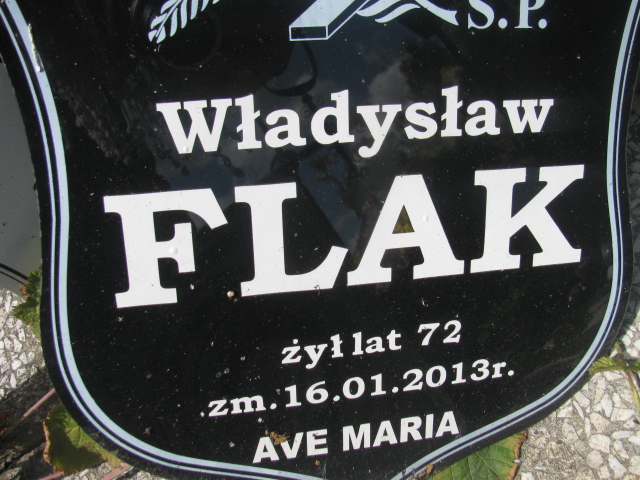 S.P.
Władysław
FLAK
żył lat 72
zm.16.01.2013r.
AVE MARIA